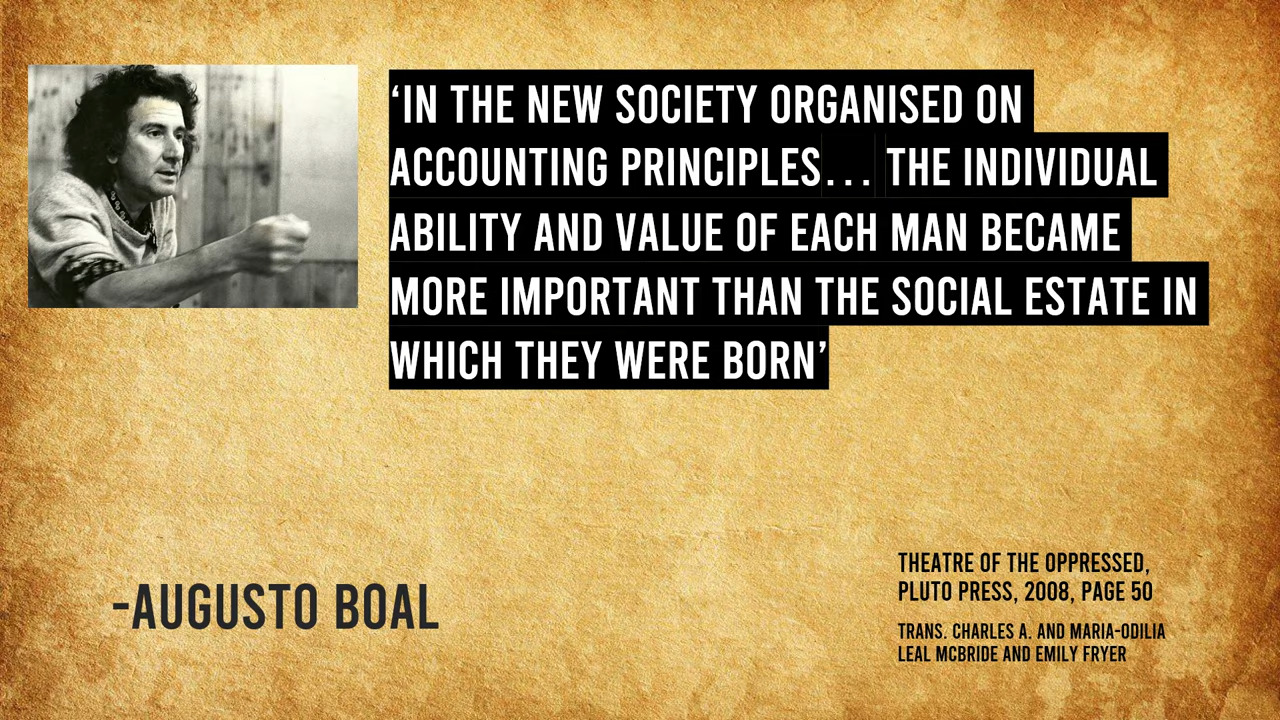 ‘IN THE NEW SOCIETY ORGANISED ON
ACCOUNTING PRINCIPLES... THE INDIVIDUAL
ABILITY AND VALUE OF EACH MAN BECAME
MORE IMPORTANT THAN THE SOCIAL ESTATE IN
WHICH THEY WERE BORN’
-AUGUSTO BOAL
THEATRE OF THE OPPRESSED,
PLUTO PRESS, 2008, PAGE 50
TRANS. CHARLES A. AND MARIA-ODILIA
LEAL MCBRIDE AND EMILY FRYER